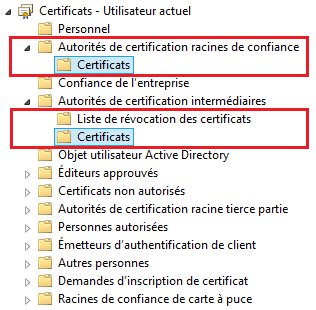 Certificats - Utilisateur actuel
Personnel
Autorités de certification racines de confiance
Certificats
Confiance de l'entreprise
Autorités de certification intermédiaires
Liste de révocation des certificats
Certificats
Objet utilisateur Active Directory
Éditeurs approuvés
Certificats non autorisés
Autorités de certification racine tierce partie
Personnes autorisées
Émetteurs d'authentification de client
Autres personnes
Demandes d'inscription de certificat
Racines de confiance de carte à puce